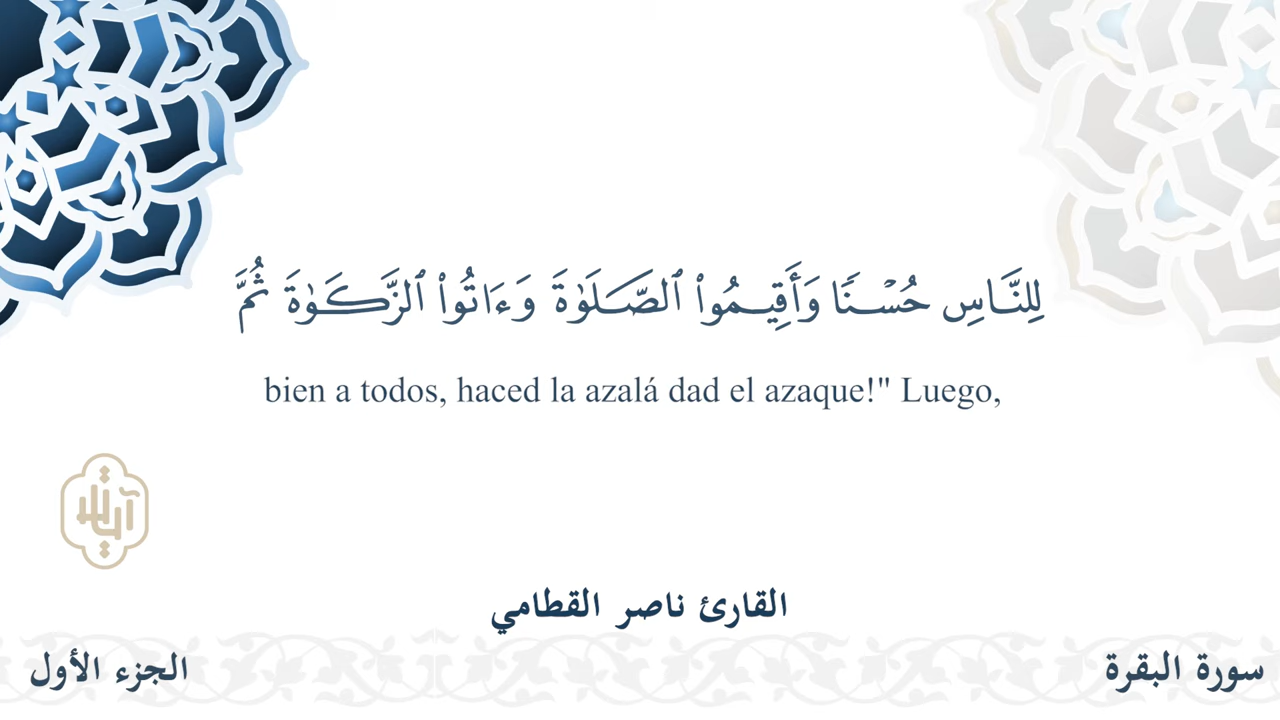 لِلنَّاسِ حُسْنًا وَأَقِيمُوا۟ ٱلصَّلَوٰةَ وَءَاتُوا۟ ٱلزَّكَوٰةَ ثُمَّ
bien a todos, haced la azalá dad el azaque!" Luego,
القارئ ناصر القطامي
سورة البقرة
الجزء الأول